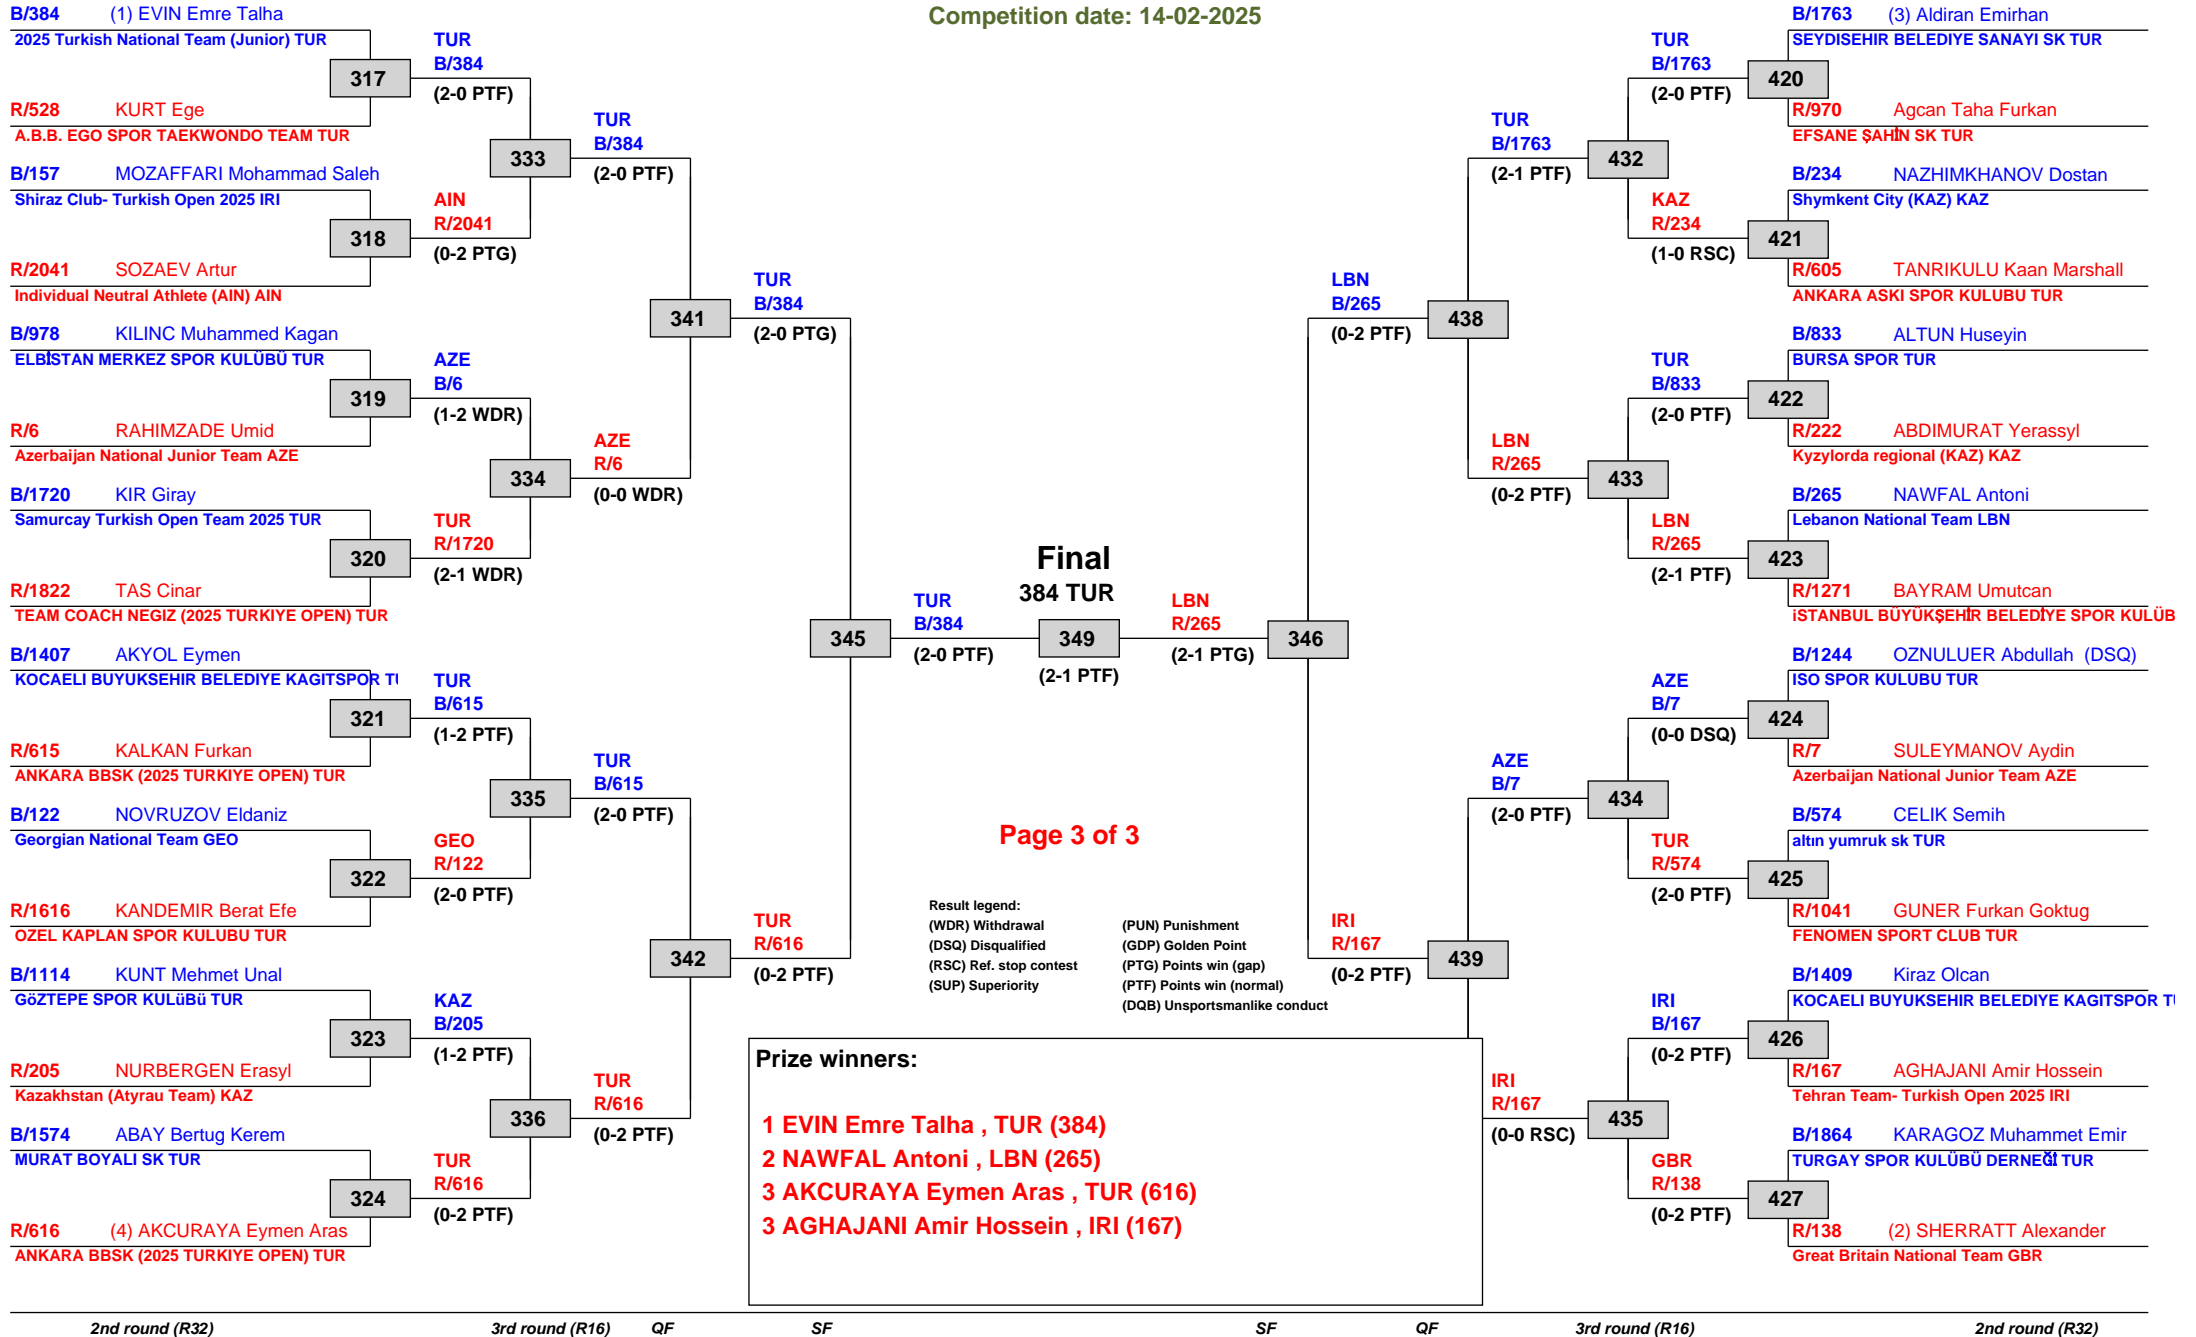 Competition date: 14-02-2025
B/384 (1) EVIN Emre Talha
2025 Turkish National Team (Junior) TUR
317
R/528 KURT Ege
A.B.B. EGO SPOR TAEKWONDO TEAM TUR
B/157 MOZAFFARI Mohammad Saleh
Shiraz Club- Turkish Open 2025 IRI
318
R/2041 SOZAEV Artur
Individual Neutral Athlete (AIN) AIN
B/978 KILINC Muhammed Kagan
ELBİSTAN MERKEZ SPOR KULÜBÜ TUR
319
R/6 RAHIMZADE Umid
Azerbaijan National Junior Team AZE
B/1720 KIR Giray
Samurcay Turkish Open Team 2025 TUR
320
R/1822 TAS Cinar
TEAM COACH NEGIZ (2025 TURKIYE OPEN) TUR
B/1407 AKYOL Eymen
KOCAELI BUYUKSEHIR BELEDIYE KAGITSPOR TU
321
R/615 KALKAN Furkan
ANKARA BBSK (2025 TURKIYE OPEN) TUR
B/122 NOVRUZOV Eldaniz
Georgian National Team GEO
322
R/1616 KANDEMIR Berat Efe
OZEL KAPLAN SPOR KULUBU TUR
B/1114 KUNT Mehmet Unal
GöZTEPE SPOR KULüBü TUR
323
R/205 NURBERGEN Erasyl
Kazakhstan (Atyrau Team) KAZ
B/1574 ABAY Bertug Kerem
MURAT BOYALI SK TUR
324
R/616 (4) AKCURAYA Eymen Aras
ANKARA BBSK (2025 TURKIYE OPEN) TUR
TUR
B/384
(2-0 PTF)
333
AIN
R/2041
(0-2 PTG)
AZE
B/6
(1-2 WDR)
334
TUR
R/1720
(2-1 WDR)
TUR
B/615
(1-2 PTF)
335
GEO
R/122
(2-0 PTF)
KAZ
B/205
(1-2 PTF)
336
TUR
R/616
(0-2 PTF)
TUR
B/384
(2-0 PTF)
341
AZE
R/6
(0-0 WDR)
TUR
B/615
(2-0 PTF)
342
TUR
R/616
(0-2 PTF)
TUR
B/384
(2-0 PTG)
345
TUR
R/616
(0-2 PTF)
TUR
B/384
(2-0 PTF)
Final
384 TUR
349
(2-1 PTF)
LBN
R/265
(2-1 PTG)
346
LBN
B/265
(0-2 PTF)
438
IRI
R/167
(0-2 PTF)
439
TUR
B/1763
(2-1 PTF)
432
LBN
R/265
(0-2 PTF)
433
AZE
B/7
(2-0 PTF)
434
IRI
R/167
(0-0 RSC)
435
TUR
B/1763
(2-0 PTF)
KAZ
R/234
(1-0 RSC)
TUR
B/833
(2-0 PTF)
LBN
R/265
(2-1 PTF)
AZE
B/7
(0-0 DSQ)
TUR
R/574
(2-0 PTF)
IRI
B/167
(0-2 PTF)
GBR
R/138
(0-2 PTF)
B/1763 (3) Aldiran Emirhan
SEYDISEHIR BELEDIYE SANAYI SK TUR
420
R/970 Agcan Taha Furkan
EFSANE ŞAHİN SK TUR
B/234 NAZHIMKHANOV Dostan
Shymkent City (KAZ) KAZ
421
R/605 TANRIKULU Kaan Marshall
ANKARA ASKI SPOR KULUBU TUR
B/833 ALTUN Huseyin
BURSA SPOR TUR
422
R/222 ABDIMURAT Yerassyl
Kyzylorda regional (KAZ) KAZ
B/265 NAWFAL Antoni
Lebanon National Team LBN
423
R/1271 BAYRAM Umutcan
iSTANBUL BÜYÜKŞEHİR BELEDİYE SPOR KULÜB
B/1244 OZNULUER Abdullah (DSQ)
ISO SPOR KULUBU TUR
424
R/7 SULEYMANOV Aydin
Azerbaijan National Junior Team AZE
B/574 CELIK Semih
altın yumruk sk TUR
425
R/1041 GUNER Furkan Goktug
FENOMEN SPORT CLUB TUR
B/1409 Kiraz Olcan
KOCAELI BUYUKSEHIR BELEDIYE KAGITSPOR TU
426
R/167 AGHAJANI Amir Hossein
Tehran Team- Turkish Open 2025 IRI
B/1864 KARAGOZ Muhammet Emir
TURGAY SPOR KULÜBÜ DERNEĞİ TUR
427
R/138 (2) SHERRATT Alexander
Great Britain National Team GBR
Page 3 of 3
Result legend:
(WDR) Withdrawal (PUN) Punishment
(DSQ) Disqualified (GDP) Golden Point
(RSC) Ref. stop contest (PTG) Points win (gap)
(SUP) Superiority (PTF) Points win (normal)
(DQB) Unsportsmanlike conduct
Prize winners:
1 EVIN Emre Talha , TUR (384)
2 NAWFAL Antoni , LBN (265)
3 AKCURAYA Eymen Aras , TUR (616)
3 AGHAJANI Amir Hossein , IRI (167)
2nd round (R32) 3rd round (R16) QF SF SF QF 3rd round (R16) 2nd round (R32)